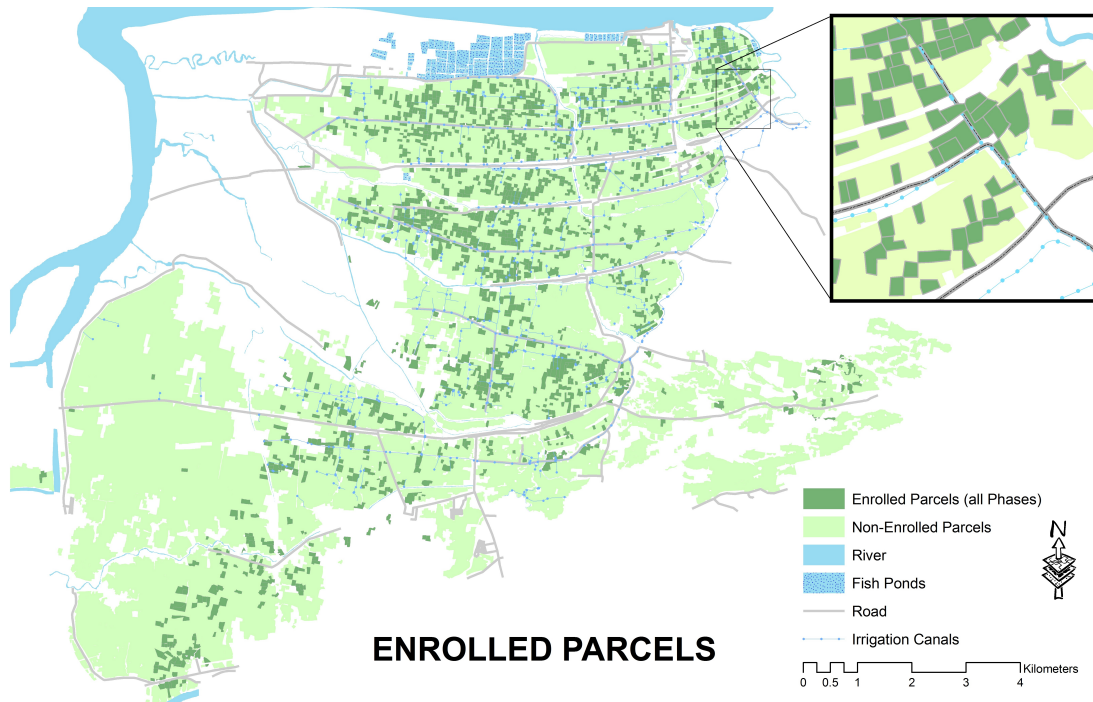 Enrolled Parcels (all Phases)
Non-Enrolled Parcels
River
Fish Ponds
Road
Irrigation Canals
N
ENROLLED PARCELS
Kilometers
0 0.5 1 2 3 4